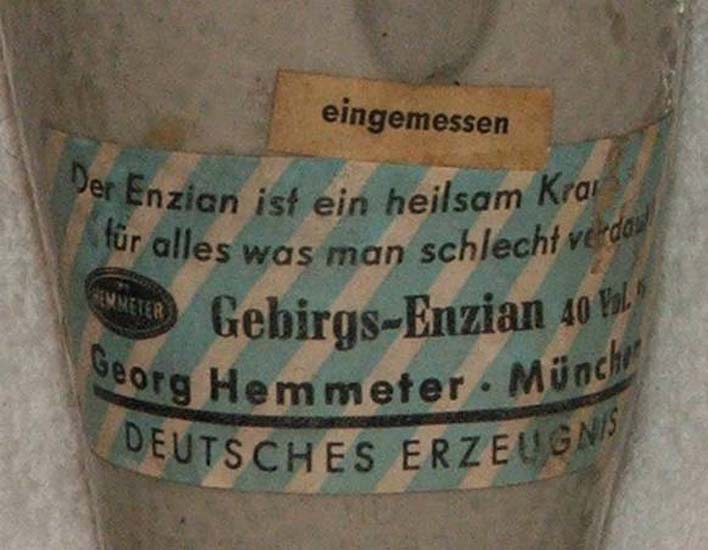 eingemessen
Der Enzian ist ein heilsam
für alles was man schlecht
HEMMETER
Gebirgs-Enzian 40 Vol.
Georg Hemmeter · München
DEUTSCHES ERZEUGNIS